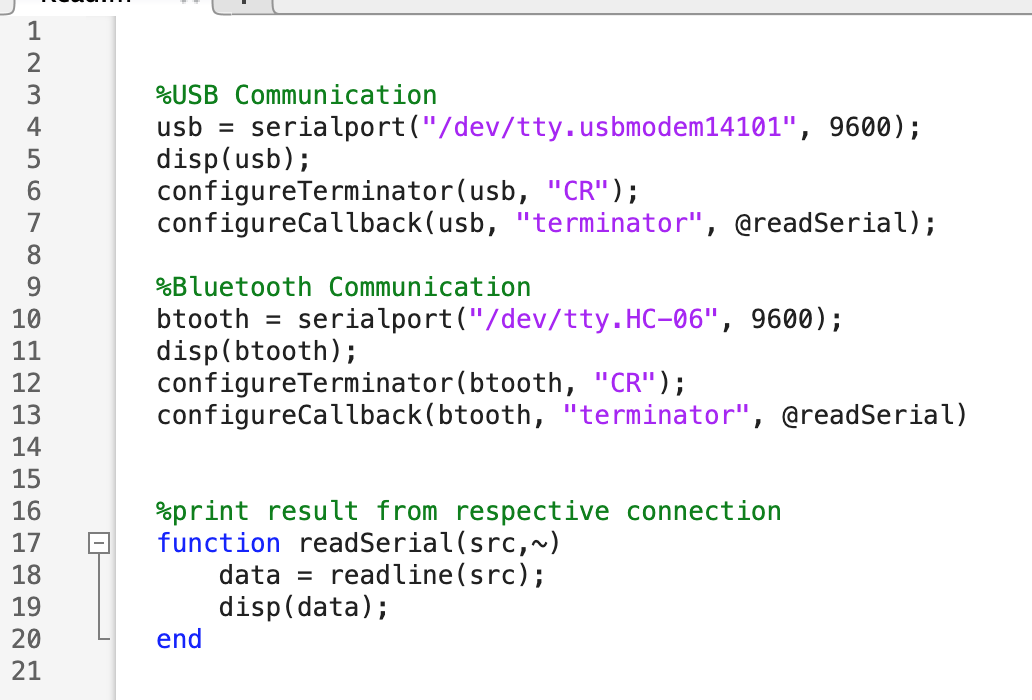 1
2
3 %USB Communication
4 usb = serialport("/dev/tty.usbmodem14101", 9600);
5 disp(usb);
6 configureTerminator(usb, "CR");
7 configureCallback(usb, "terminator", @readSerial);
8
9 %Bluetooth Communication
10 btooth = serialport("/dev/tty.HC-06", 9600);
11 disp(btooth);
12 configureTerminator(btooth, "CR");
13 configureCallback(btooth, "terminator", @readSerial)
14
15
16 %print result from respective connection
17 function readSerial(src,~)
18     data = readline(src);
19     disp(data);
20 end
21